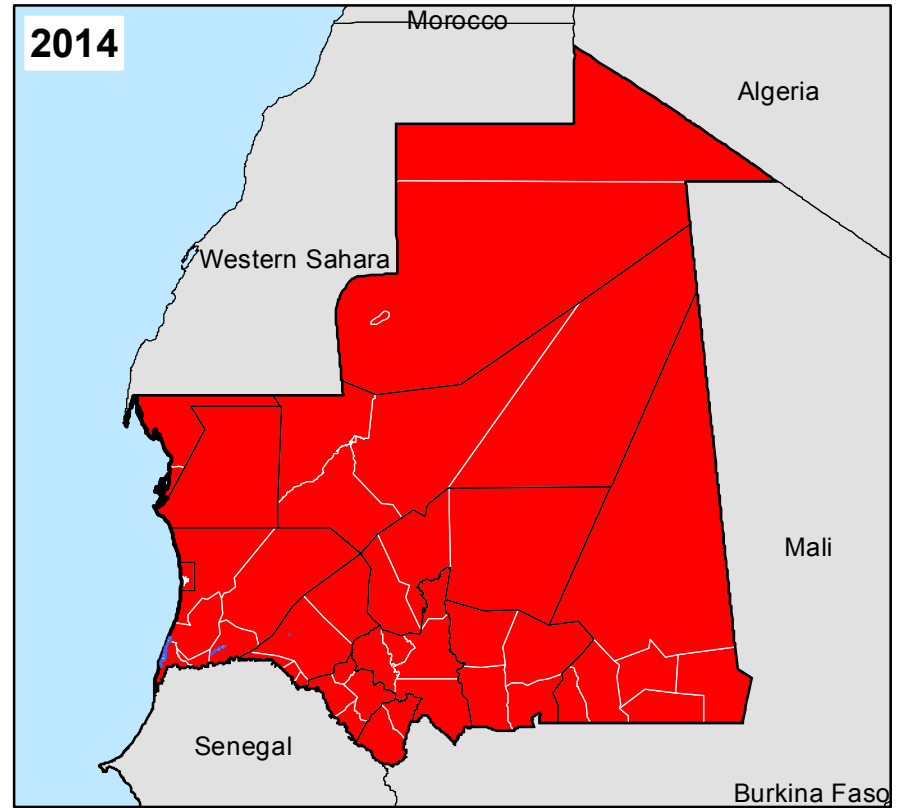 2014
Morocco
Algeria
Western Sahara
Mali
Senegal
Burkina Faso